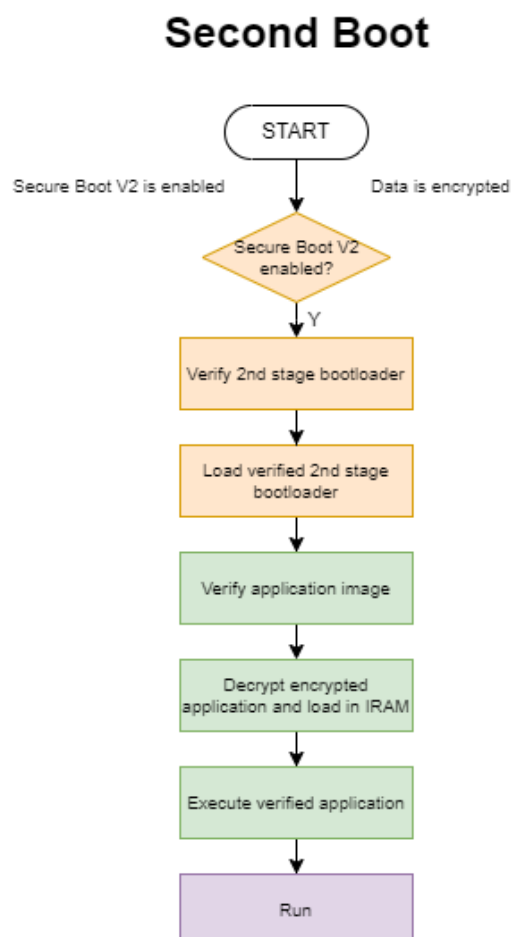 Second Boot
START
Secure Boot V2 is enabled
Data is encrypted
Secure Boot V2
enabled?
Y
Verify 2nd stage bootloader
Load verified 2nd stage
bootloader
Verify application image
Decrypt encrypted
application and load in IRAM
Execute verified application
Run